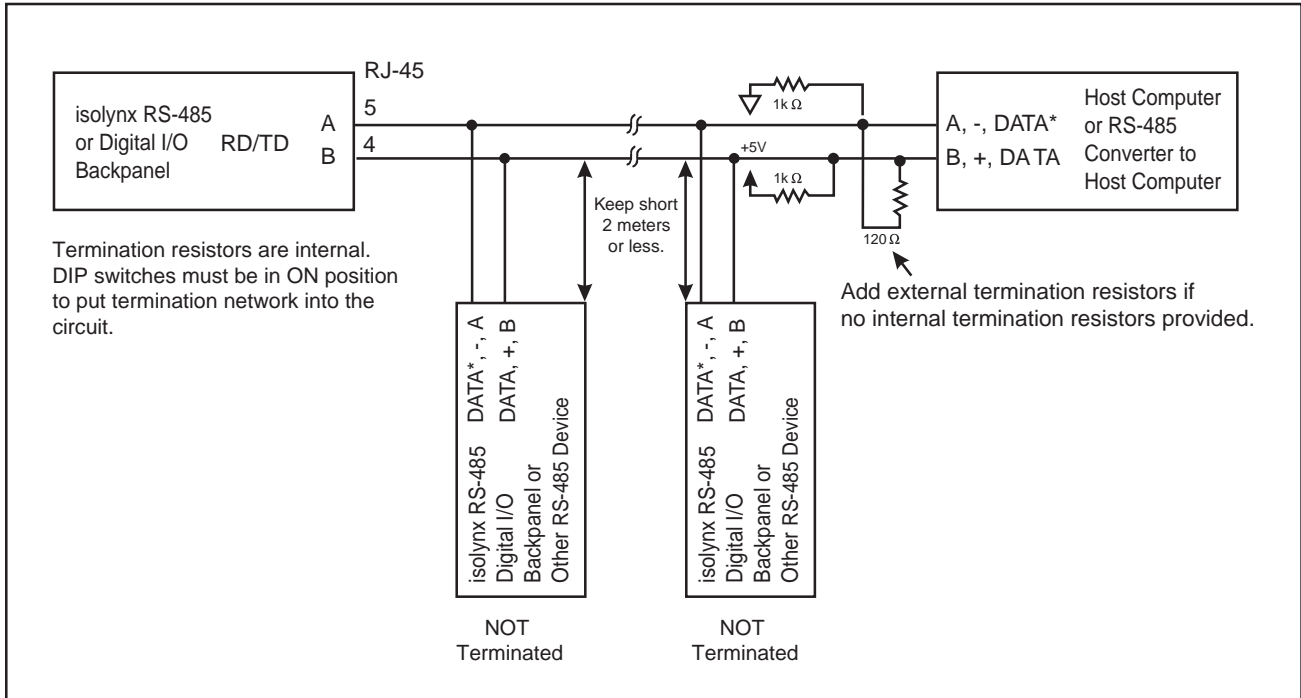 RJ-45
isolynx RS-485
or Digital I/O
Backpanel
RD/TD
A
B
5
4
1k Ω
+5V
1k Ω
120 Ω
A, -, DATA*
B, +, DATA
Host Computer
or RS-485
Converter to
Host Computer
Keep short
2 meters
or less.
Termination resistors are internal.
DIP switches must be in ON position
to put termination network into the
circuit.
Add external termination resistors if
no internal termination resistors provided.
isolynx RS-485 DATA*, -, A
Digital I/O DATA, +, B
Backpanel or
Other RS-485 Device
NOT
Terminated
isolynx RS-485 DATA*, -, A
Digital I/O DATA, +, B
Backpanel or
Other RS-485 Device
NOT
Terminated